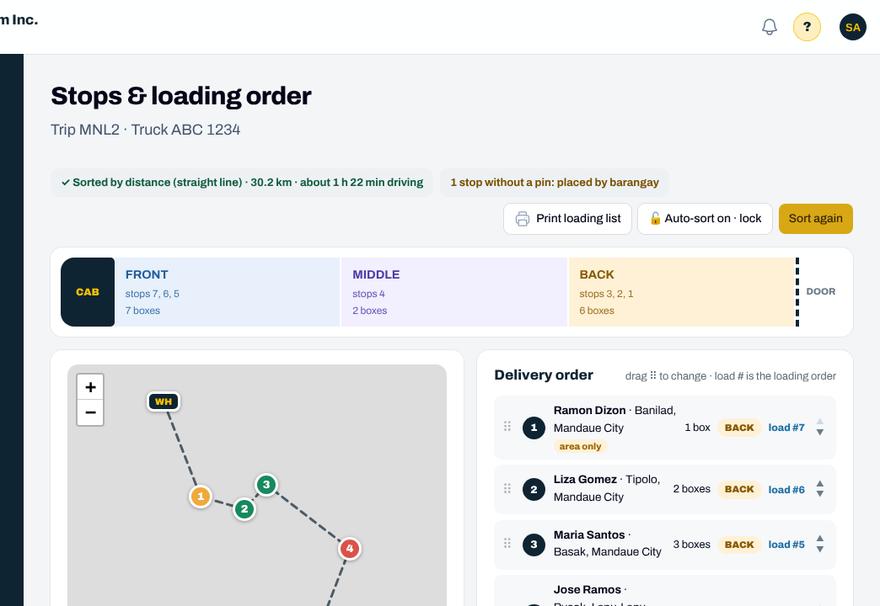 m Inc.
?
SA
Stops & loading order
Trip MNL2 · Truck ABC 1234
✓ Sorted by distance (straight line) · 30.2 km · about 1 h 22 min driving
1 stop without a pin: placed by barangay
Print loading list
Auto-sort on · lock
Sort again
CAB
FRONT
stops 7, 6, 5
7 boxes
MIDDLE
stops 4
2 boxes
BACK
stops 3, 2, 1
6 boxes
DOOR
+
−
WH
1
2
3
4
Delivery order
drag ⠿ to change · load # is the loading order
1
Ramon Dizon · Banilad,
Mandaue City
area only
1 box
BACK
load #7
2
Liza Gomez · Tipolo,
Mandaue City
2 boxes
BACK
load #6
3
Maria Santos ·
Basak, Mandaue City
3 boxes
BACK
load #5
Jose Ramos ·